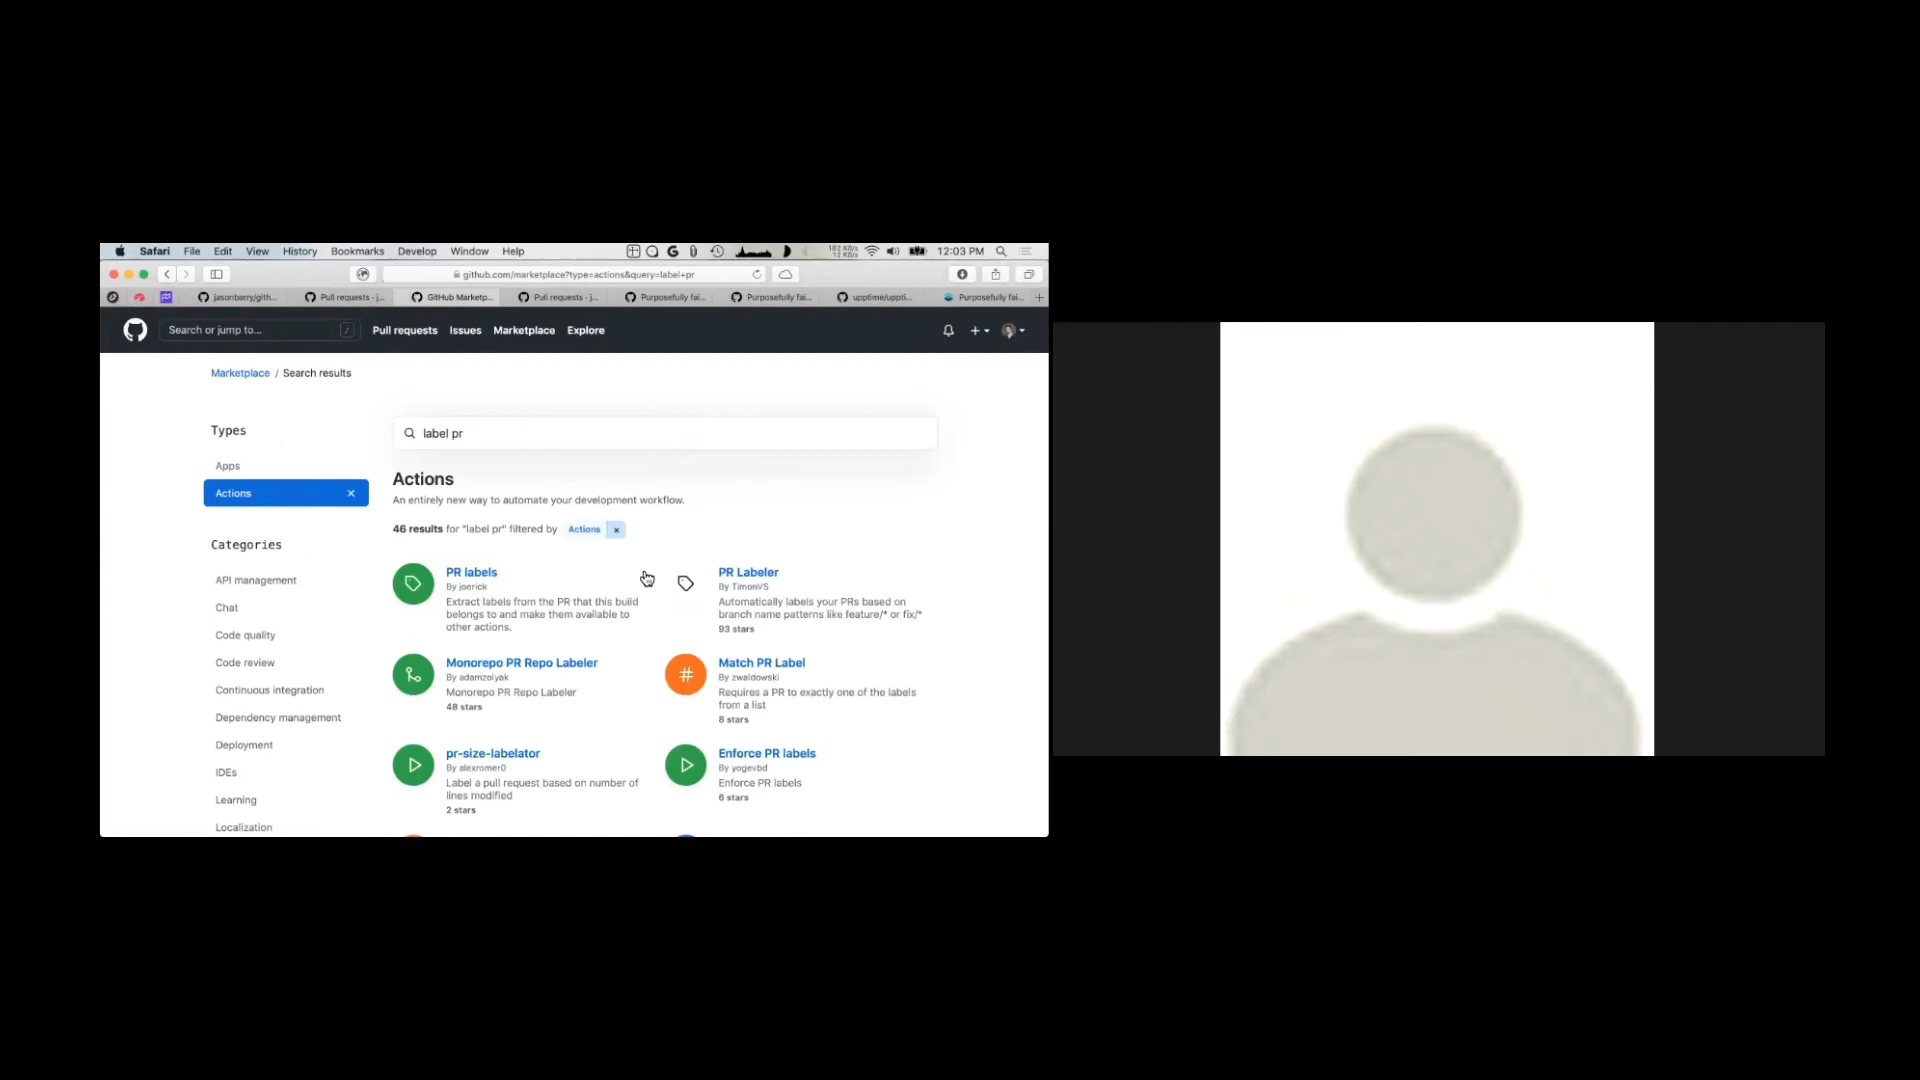 Safari File Edit View History Bookmarks Develop Window Help
12:03 PM
github.com/marketplace?type=actions&query=label+pr
jasonbarry/gith... Pull requests · j... GitHub Marketp... Pull requests · j... Purposefully fai... Purposefully fai... upptime/uppti... Purposefully fai...
Search or jump to... / Pull requests Issues Marketplace Explore
Marketplace / Search results
Types
Apps
Actions
Categories
API management
Chat
Code quality
Code review
Continuous integration
Dependency management
Deployment
IDEs
Learning
Localization
label pr
Actions
An entirely new way to automate your development workflow.
46 results for "label pr" filtered by Actions ×
PR labels
By joerick
Extract labels from the PR that this build
belongs to and make them available to
other actions.
PR Labeler
By TimonVS
Automatically labels your PRs based on
branch name patterns like feature/* or fix/*
93 stars
Monorepo PR Repo Labeler
By adamzolyak
Monorepo PR Repo Labeler
48 stars
Match PR Label
By zwaldowski
Requires a PR to exactly one of the labels
from a list
8 stars
pr-size-labelator
By alexromer0
Label a pull request based on number of
lines modified
2 stars
Enforce PR labels
By yogevbd
Enforce PR labels
6 stars